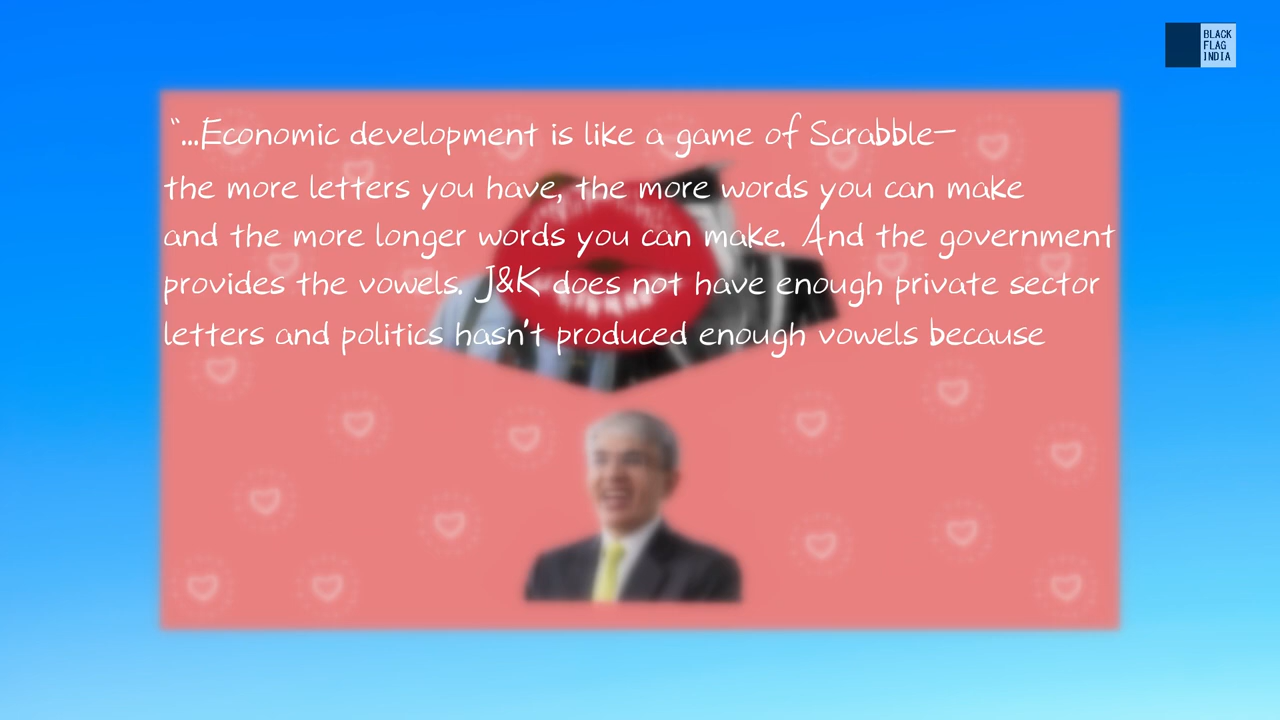 BLACK
FLAG
INDIA
“...Economic development is like a game of Scrabble—
the more letters you have, the more words you can make
and the more longer words you can make. And the government
provides the vowels. J&K does not have enough private sector
letters and politics hasn't produced enough vowels because